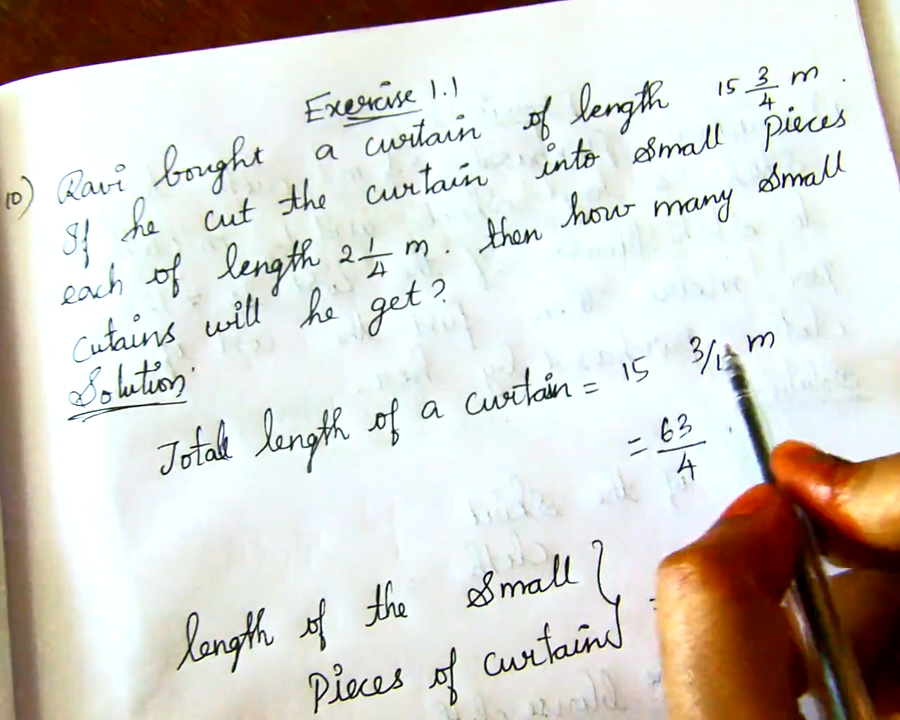 Exercise 1.1
10) Ravi bought a curtain of length 15 3/4 m.
If he cut the curtain into small pieces
each of length 2 1/4 m. then how many small
cutains will he get?
Solution:
Total length of a curtain = 15 3/ m
= 63/4
length of the small }
Pieces of curtain